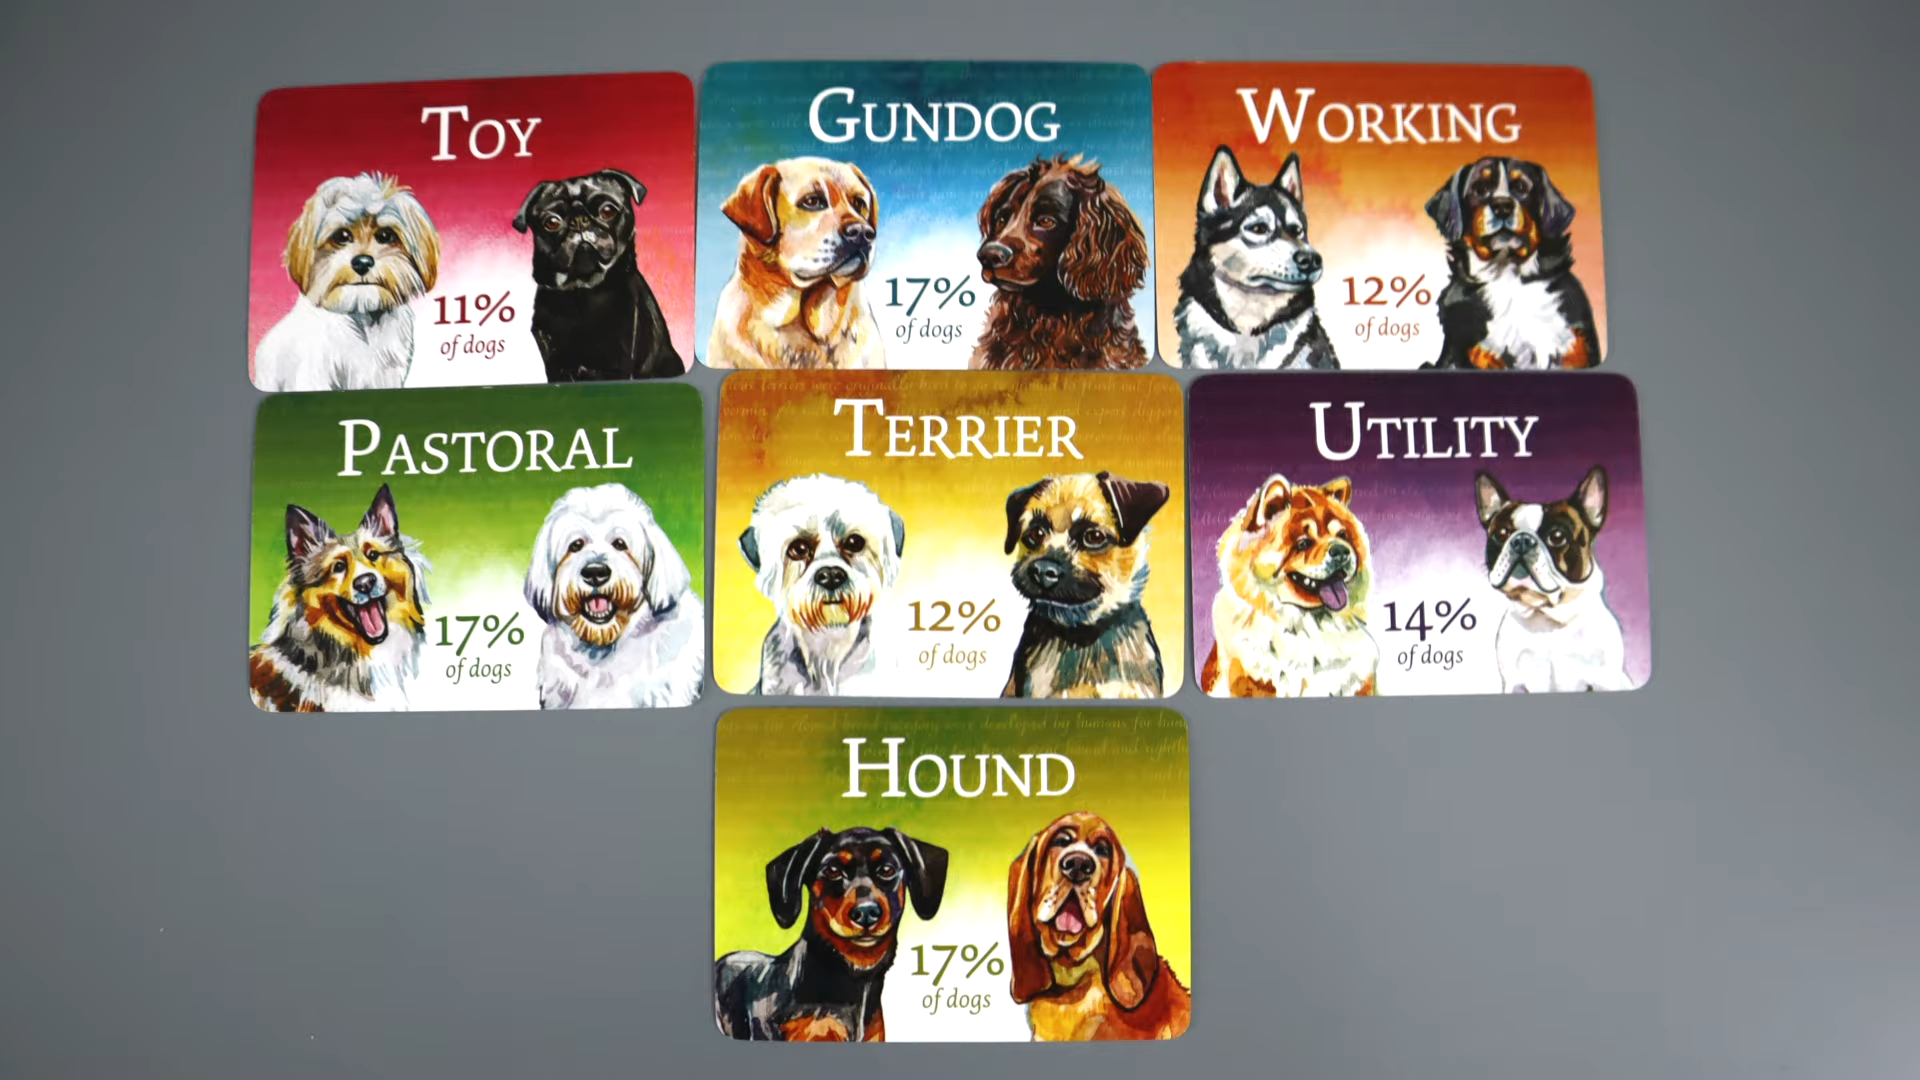 TOY
11%
of dogs
GUNDOG
17%
of dogs
WORKING
12%
of dogs
PASTORAL
17%
of dogs
TERRIER
12%
of dogs
UTILITY
14%
of dogs
HOUND
17%
of dogs